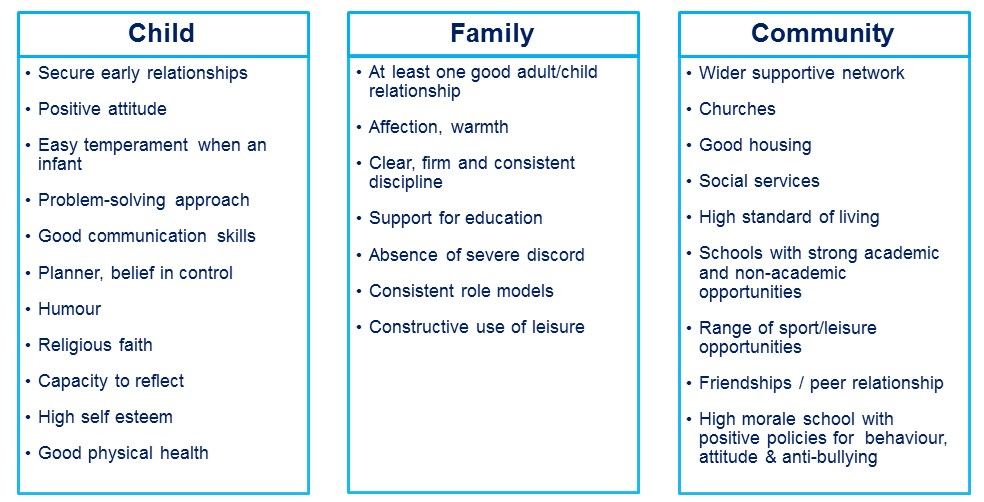 Child
• Secure early relationships
• Positive attitude
• Easy temperament when an
infant
• Problem-solving approach
• Good communication skills
• Planner, belief in control
• Humour
• Religious faith
• Capacity to reflect
• High self esteem
• Good physical health
Family
• At least one good adult/child
relationship
• Affection, warmth
• Clear, firm and consistent
discipline
• Support for education
• Absence of severe discord
• Consistent role models
• Constructive use of leisure
Community
• Wider supportive network
• Churches
• Good housing
• Social services
• High standard of living
• Schools with strong academic
and non-academic
opportunities
• Range of sport/leisure
opportunities
• Friendships / peer relationship
• High morale school with
positive policies for behaviour,
attitude & anti-bullying